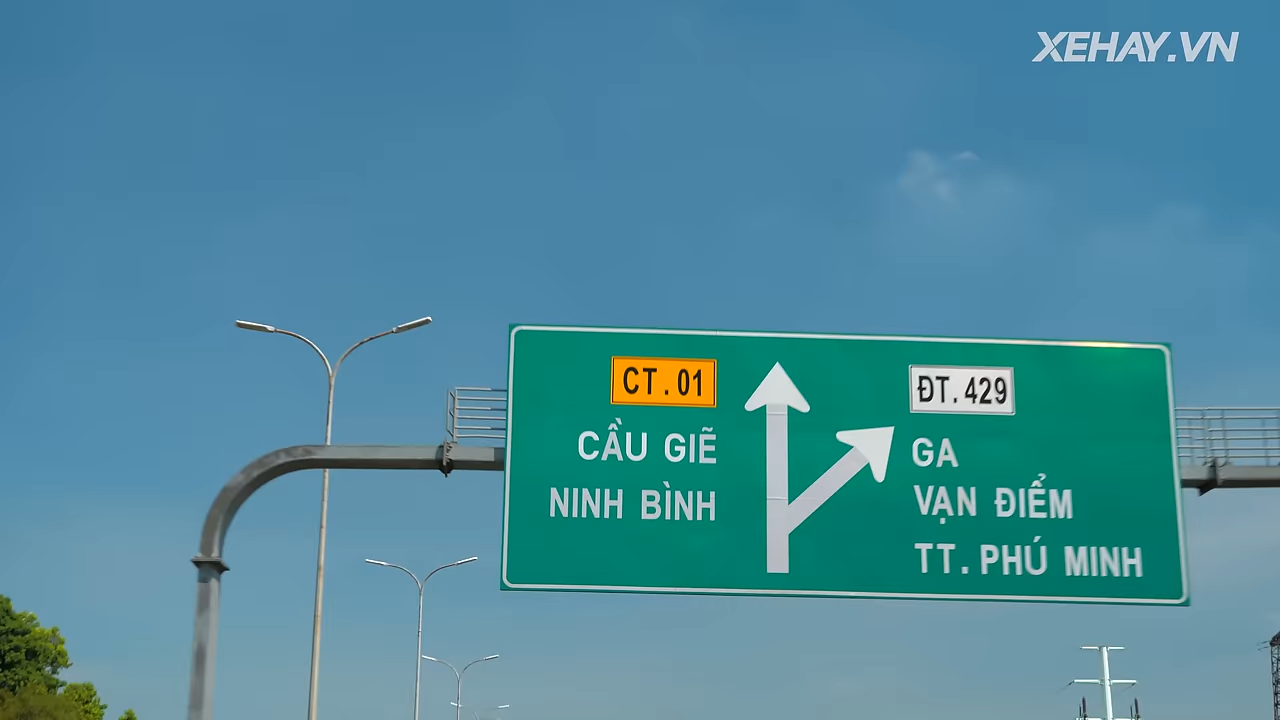 XEHAY.VN
CT.01
CẦU GIẼ
NINH BÌNH
ĐT.429
GA
VẠN ĐIỂM
TT.PHÚ MINH